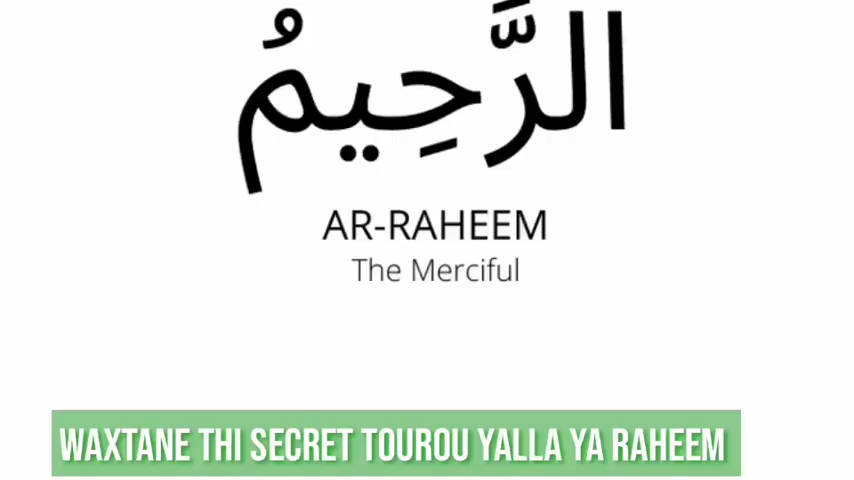 الرَّحِيمُ
AR-RAHEEM
The Merciful
WAXTANE THI SECRET TOUROU YALLA YA RAHEEM